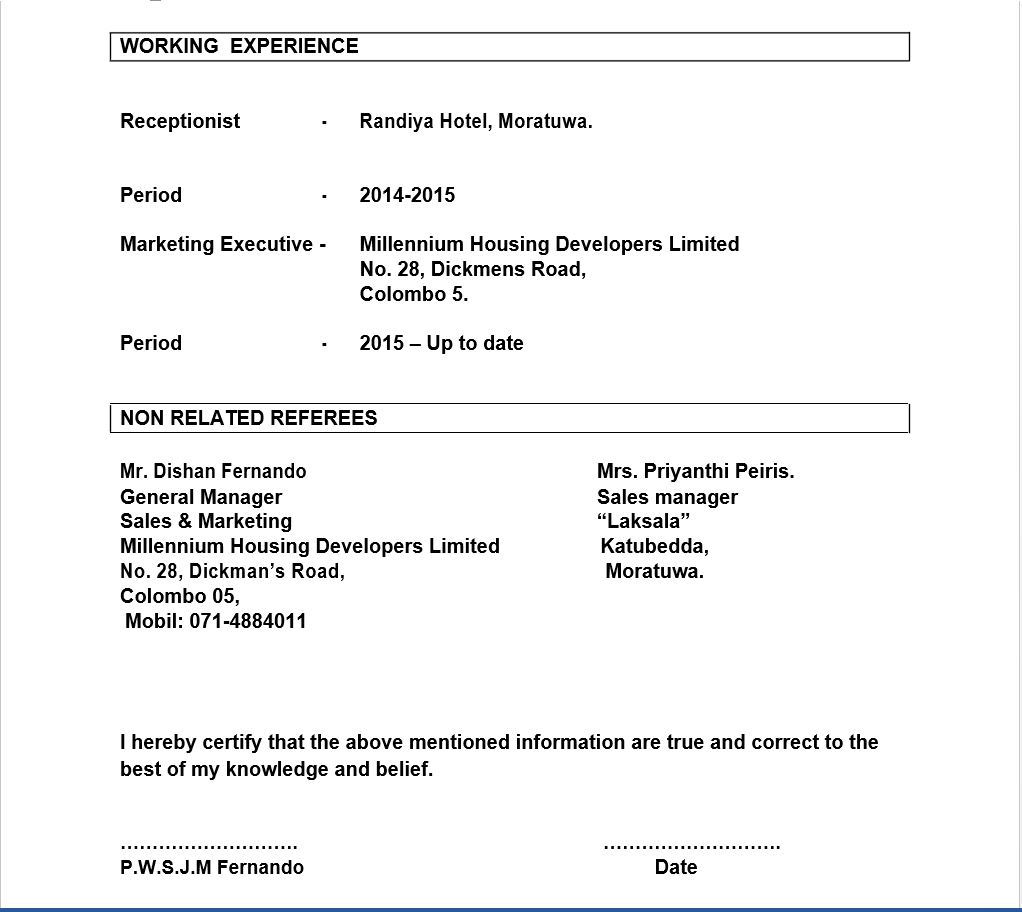 WORKING EXPERIENCE
Receptionist - Randiya Hotel, Moratuwa.
Period - 2014-2015
Marketing Executive - Millennium Housing Developers Limited
No. 28, Dickmens Road,
Colombo 5.
Period - 2015 – Up to date
NON RELATED REFEREES
Mr. Dishan Fernando
General Manager
Sales & Marketing
Millennium Housing Developers Limited
No. 28, Dickman’s Road,
Colombo 05,
Mobil: 071-4884011
Mrs. Priyanthi Peiris.
Sales manager
“Laksala”
Katubedda,
Moratuwa.
I hereby certify that the above mentioned information are true and correct to the
best of my knowledge and belief.
………………………. ……………………….
P.W.S.J.M Fernando Date